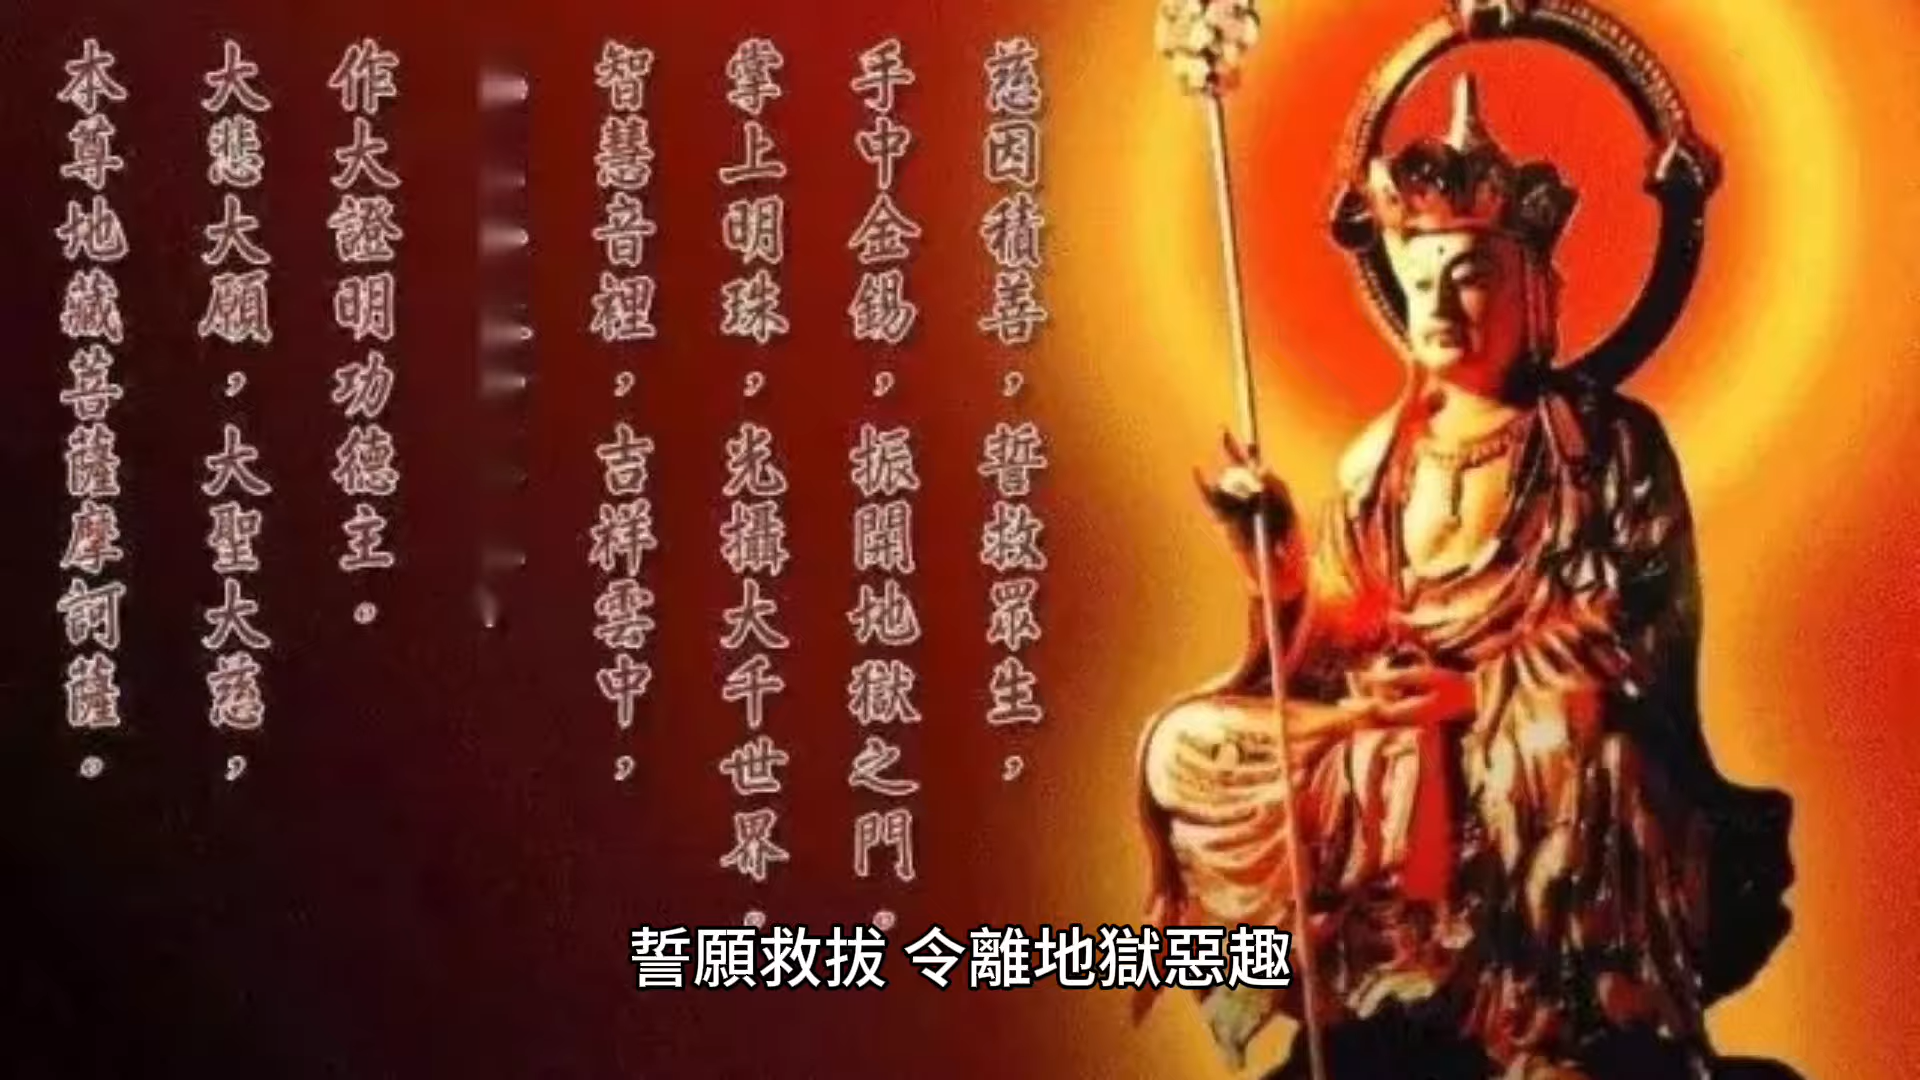 慈因積善，誓救眾生，
手中金錫，振開地獄之門。
掌上明珠，光攝大千世界。
智慧音裡，吉祥雲中，
作大證明功德主。
大悲大願，大聖大慈，
本尊地藏菩薩摩訶薩。
誓願救拔 令離地獄惡趣